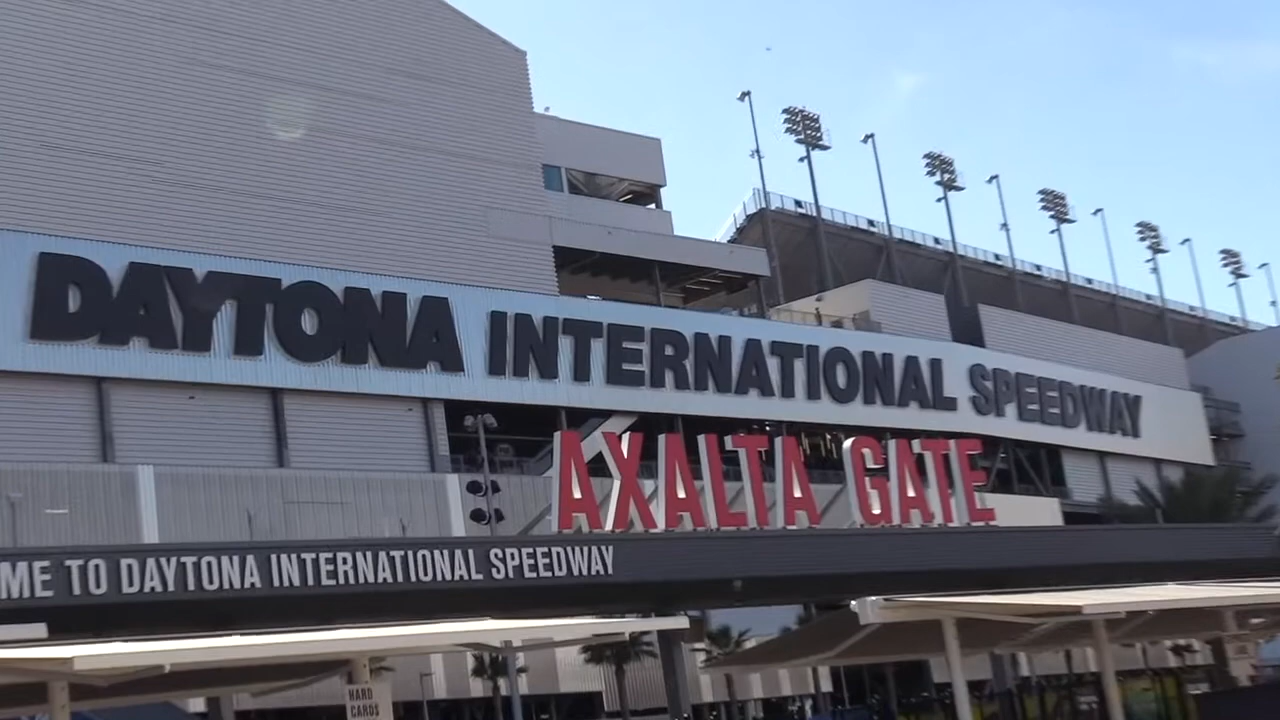 DAYTONA INTERNATIONAL SPEEDWAY
AXALTA GATE
ME TO DAYTONA INTERNATIONAL SPEEDWAY
HARD
CARDS